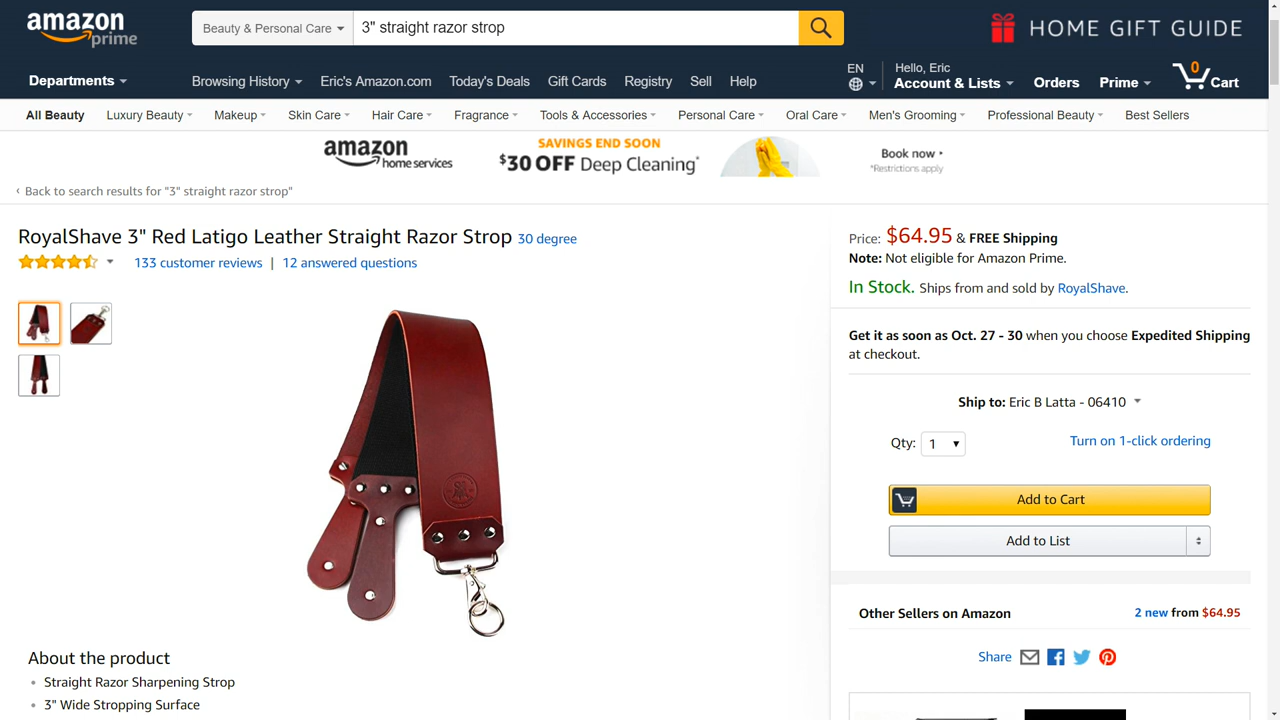 amazon
prime
Beauty & Personal Care
3" straight razor strop
HOME GIFT GUIDE
Departments
Browsing History
Eric's Amazon.com
Today's Deals
Gift Cards
Registry
Sell
Help
EN
Hello, Eric
Account & Lists
Orders
Prime
0
Cart
All Beauty
Luxury Beauty
Makeup
Skin Care
Hair Care
Fragrance
Tools & Accessories
Personal Care
Oral Care
Men's Grooming
Professional Beauty
Best Sellers
amazon
home services
SAVINGS END SOON
$30 OFF Deep Cleaning*
Book now
*Restrictions apply
‹ Back to search results for "3" straight razor strop"
RoyalShave 3" Red Latigo Leather Straight Razor Strop 30 degree
133 customer reviews | 12 answered questions
About the product
• Straight Razor Sharpening Strop
• 3" Wide Stropping Surface
Price: $64.95 & FREE Shipping
Note: Not eligible for Amazon Prime.
In Stock. Ships from and sold by RoyalShave.
Get it as soon as Oct. 27 - 30 when you choose Expedited Shipping
at checkout.
Ship to: Eric B Latta - 06410
Qty: 1
Turn on 1-click ordering
Add to Cart
Add to List
Other Sellers on Amazon
2 new from $64.95
Share